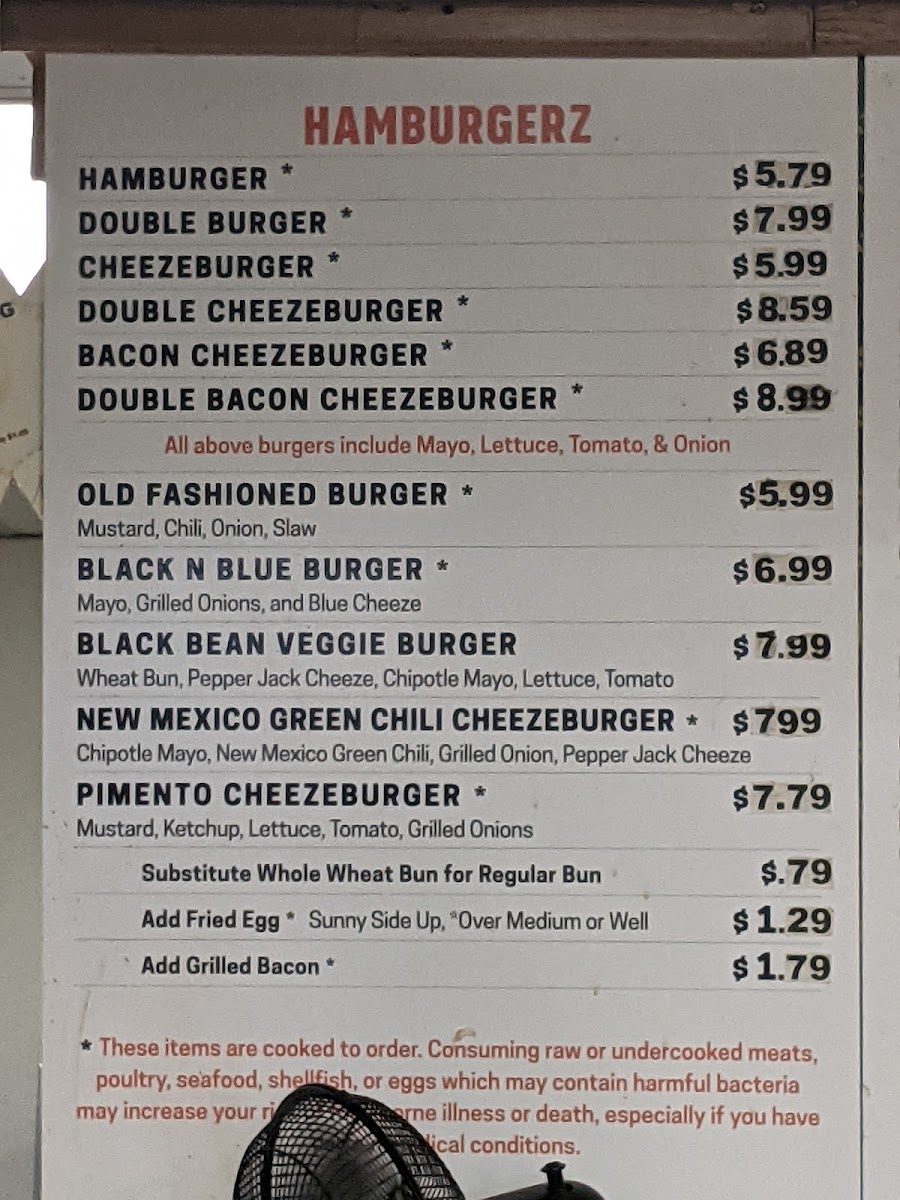 HAMBURGERZ
HAMBURGER * $5.79
DOUBLE BURGER * $7.99
CHEEZEBURGER * $5.99
DOUBLE CHEEZEBURGER * $8.59
BACON CHEEZEBURGER * $6.89
DOUBLE BACON CHEEZEBURGER * $8.99
All above burgers include Mayo, Lettuce, Tomato, & Onion
OLD FASHIONED BURGER * $5.99
Mustard, Chili, Onion, Slaw
BLACK N BLUE BURGER * $6.99
Mayo, Grilled Onions, and Blue Cheeze
BLACK BEAN VEGGIE BURGER $7.99
Wheat Bun, Pepper Jack Cheeze, Chipotle Mayo, Lettuce, Tomato
NEW MEXICO GREEN CHILI CHEEZEBURGER * $799
Chipotle Mayo, New Mexico Green Chili, Grilled Onion, Pepper Jack Cheeze
PIMENTO CHEEZEBURGER * $7.79
Mustard, Ketchup, Lettuce, Tomato, Grilled Onions
Substitute Whole Wheat Bun for Regular Bun $.79
Add Fried Egg * Sunny Side Up, *Over Medium or Well $1.29
Add Grilled Bacon * $1.79
* These items are cooked to order. Consuming raw or undercooked meats,
poultry, seafood, shellfish, or eggs which may contain harmful bacteria
may increase your illness or death, especially if you have
conditions.